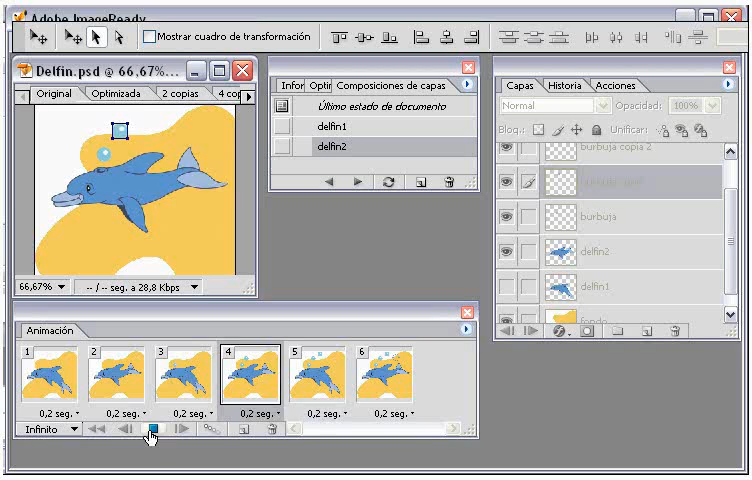 Adobe ImageReady
Mostrar cuadro de transformación
Delfin.psd @ 66,67%...
Original Optimizada 2 copias 4 cop
66,67% -- / -- seg. a 28,8 Kbps
Infor Optir Composiciones de capas
Último estado de documento
delfin1
delfin2
Capas Historia Acciones
Normal Opacidad: 100%
Bloq.: Unificar:
burbuja copia 2
burbuja
delfin2
delfin1
fondo
Animación
1 2 3 4 5 6
0,2 seg. 0,2 seg. 0,2 seg. 0,2 seg. 0,2 seg. 0,2 seg.
Infinito